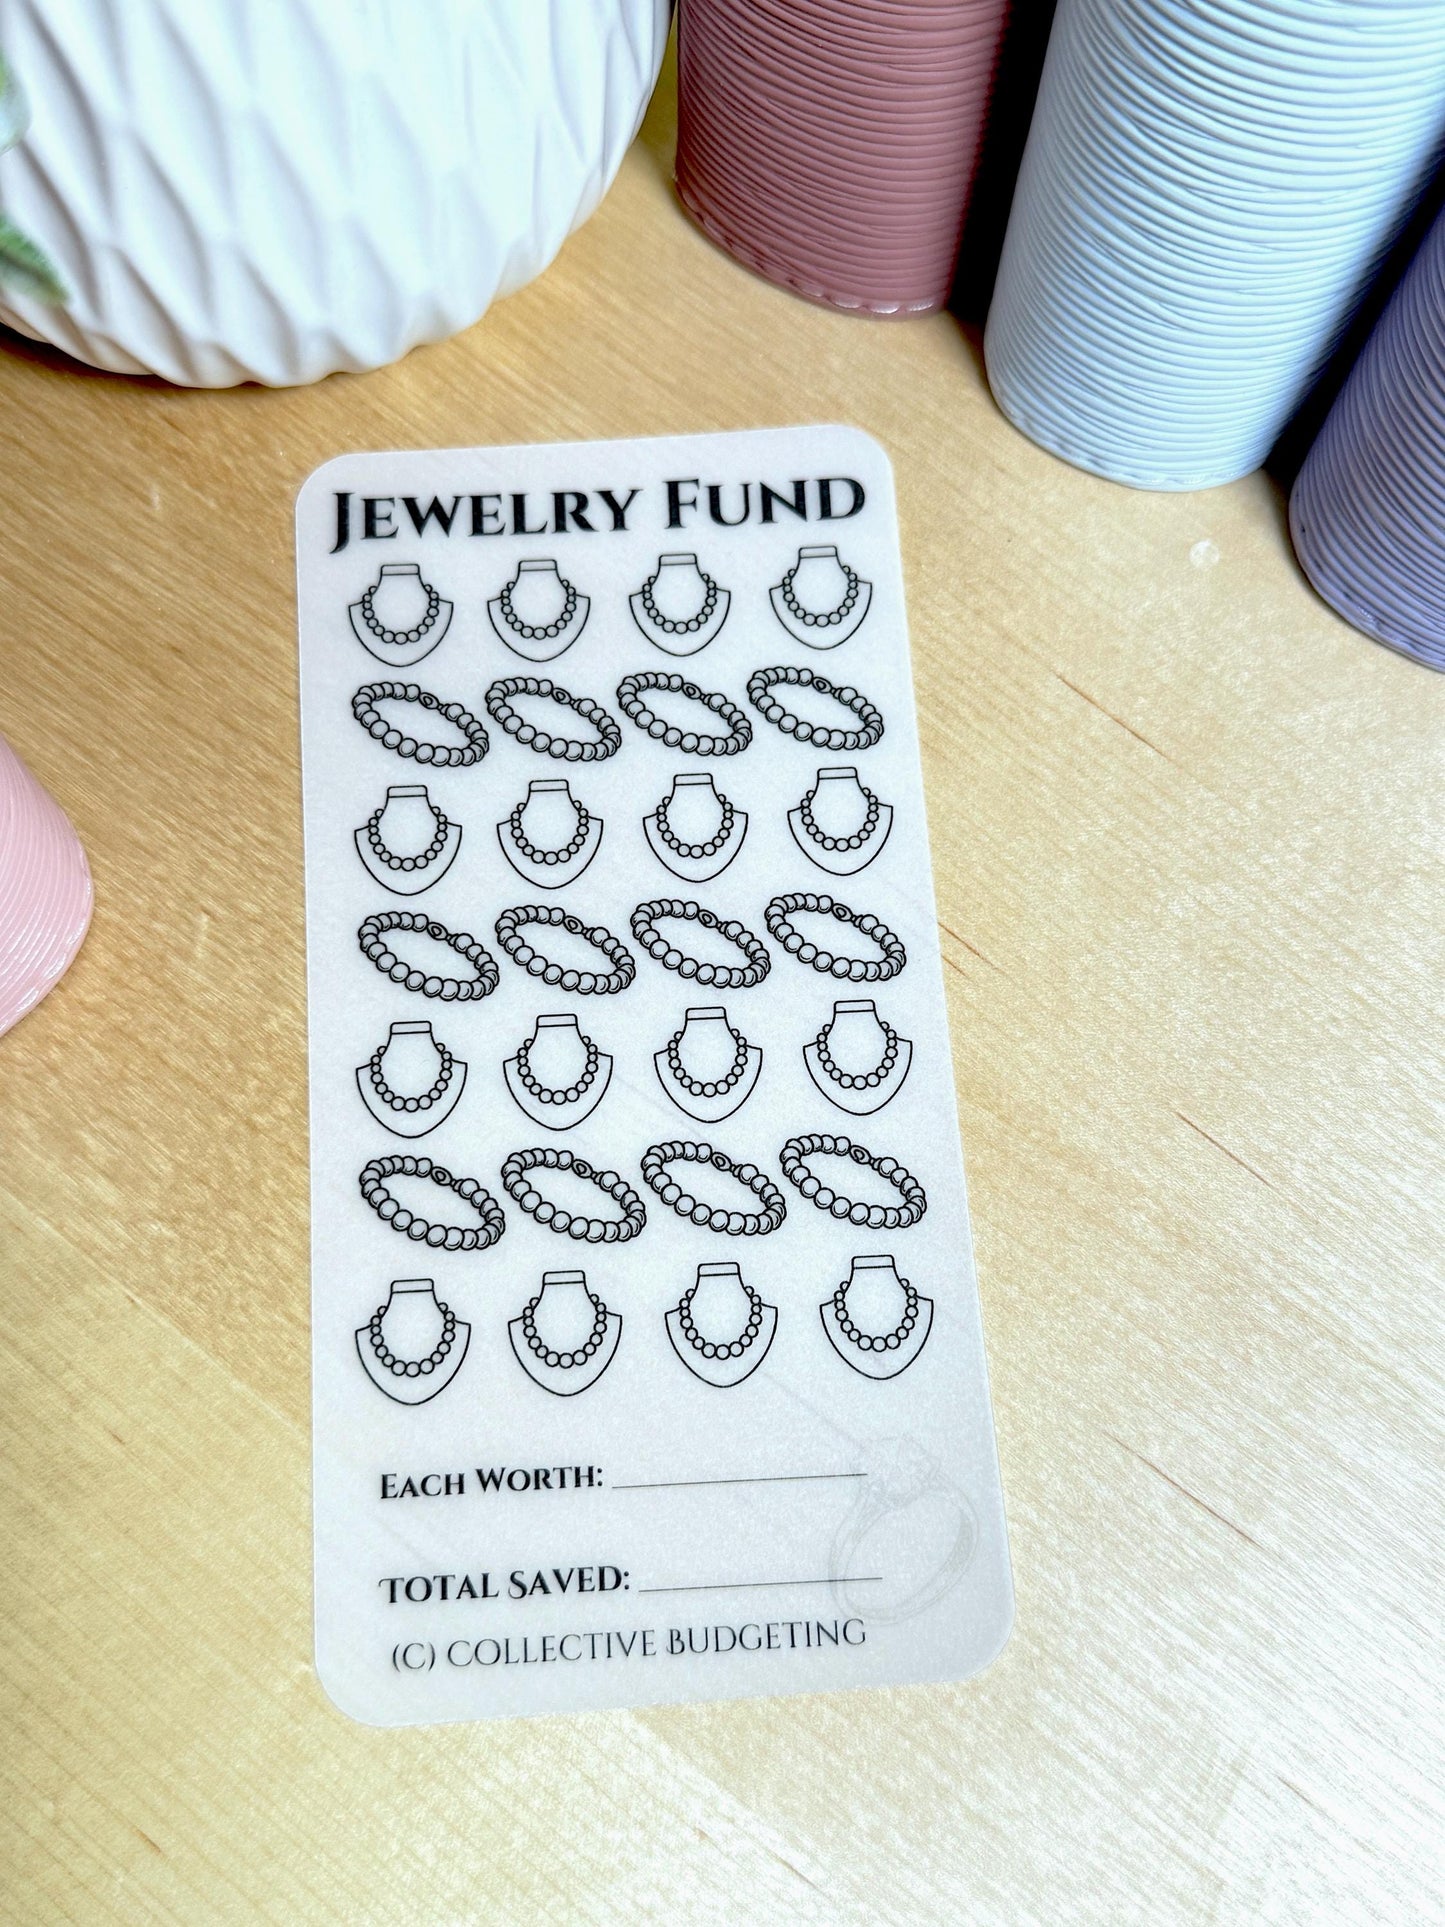 Jewelry Fund
Each Worth:
Total Saved:
(C) Collective Budgeting